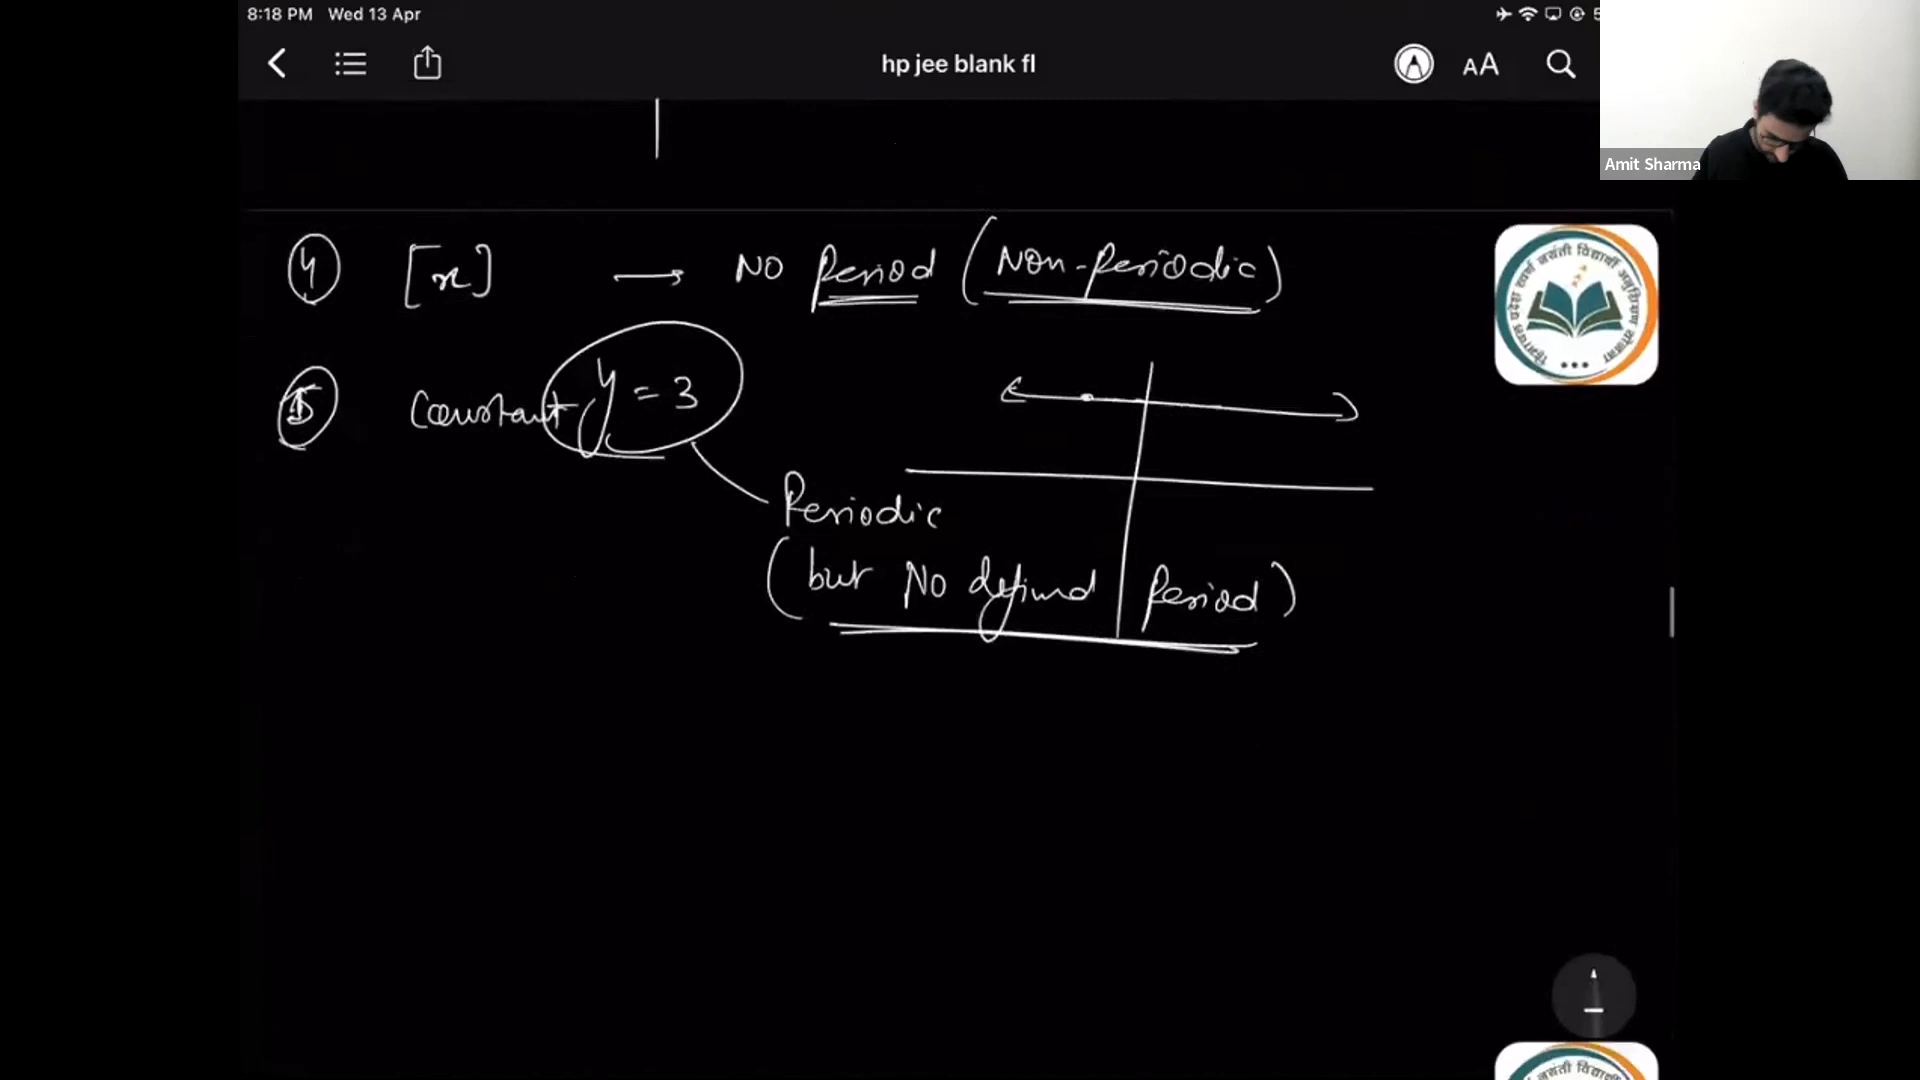 8:18 PM Wed 13 Apr
hp jee blank fl
AA
Amit Sharma
④ [x] → NO Period (Non-Periodic)
⑤ Constant y = 3
Periodic
(but No defined Period)